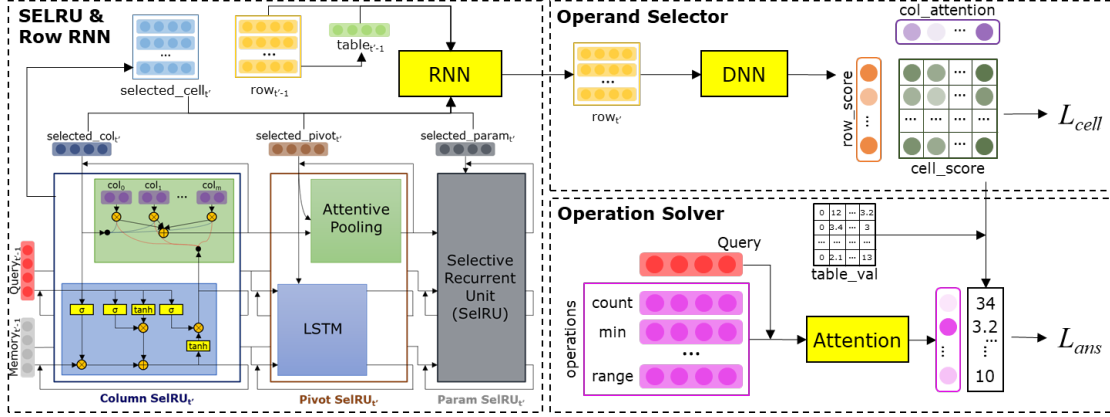 SELRU &
Row RNN
selected_cell_t'
row_t'-1
table_t'-1
RNN
selected_col_t'
selected_pivot_t'
selected_param_t'
col_0 col_1 ... col_m
Query_t'-1
Memory_t'-1
σ σ tanh σ
tanh
Attentive
Pooling
LSTM
Selective
Recurrent
Unit
(SelRU)
Column SelRU_t'
Pivot SelRU_t'
Param SelRU_t'
Operand Selector
row_t'
DNN
row_score
col_attention
cell_score
L_cell
Operation Solver
Query
operations
count
min
...
range
Attention
0 12 ... 3.2
0 3.4 ... 3
... ... ... ...
0 2.1 ... 13
table_val
34
3.2
...
10
L_ans